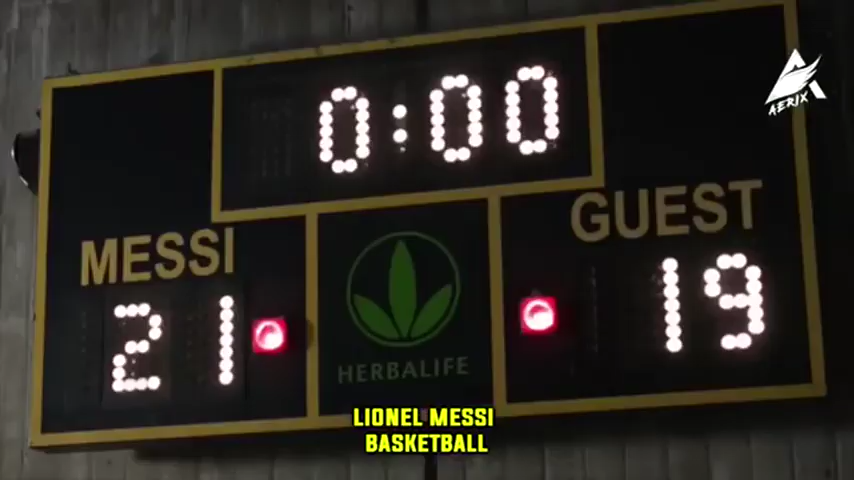 0:00
AERIX
MESSI
GUEST
21
19
HERBALIFE
LIONEL MESSI
BASKETBALL